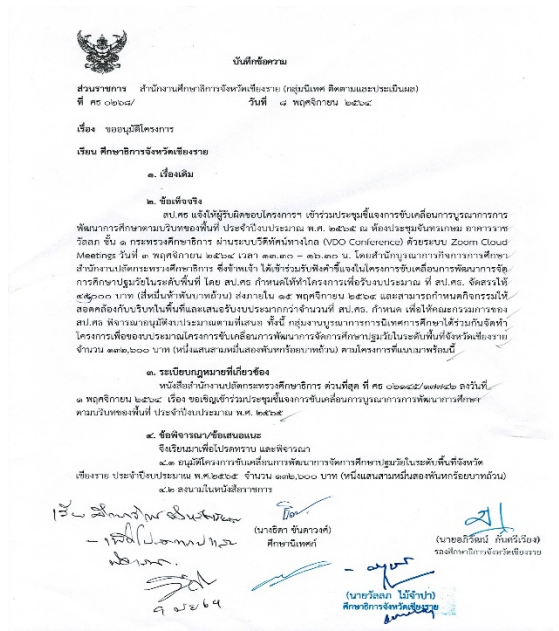 บันทึกข้อความ
ส่วนราชการ สำนักงานศึกษาธิการจังหวัดเชียงราย (กลุ่มนิเทศ ติดตามและประเมินผล)
ที่ ศธ ๐๒๖๘/ วันที่ ๘ พฤศจิกายน ๒๕๖๔
เรื่อง ขออนุมัติโครงการ
เรียน ศึกษาธิการจังหวัดเชียงราย
๑. เรื่องเดิม
๒. ข้อเท็จจริง
สป.ศธ แจ้งให้ผู้รับผิดชอบโครงการฯ เข้าร่วมประชุมชี้แจงการขับเคลื่อนการบูรณาการการ
พัฒนาการศึกษาตามบริบทของพื้นที่ ประจำปีงบประมาณ พ.ศ. ๒๕๖๕ ณ ห้องประชุมจันทรเกษม อาคารราช
วัลลภ ชั้น ๑ กระทรวงศึกษาธิการ ผ่านระบบวิดีทัศน์ทางไกล (VDO Conference) ด้วยระบบ Zoom Cloud
Meetings วันที่ ๓ พฤศจิกายน ๒๕๖๔ เวลา ๑๓.๓๐ – ๑๖.๓๐ น. โดยสำนักบูรณาการกิจการการศึกษา
สำนักงานปลัดกระทรวงศึกษาธิการ ซึ่งข้าพเจ้า ได้เข้าร่วมรับฟังคำชี้แจงในโครงการขับเคลื่อนการพัฒนาการจัด
การศึกษาปฐมวัยในระดับพื้นที่ โดย สป.ศธ กำหนดให้ทำโครงการเพื่อรับงบประมาณ ที่ สป.ศธ. จัดสรรให้
๔๕,๐๐๐ บาท (สี่หมื่นห้าพันบาทถ้วน) ส่งภายใน ๑๕ พฤศจิกายน ๒๕๖๔ และสามารถกำหนดกิจกรรมให้
สอดคล้องกับบริบทในพื้นที่และเสนอรับงบประมาณกว่าจำนวนที่ สป.ศธ. กำหนด เพื่อให้คณะกรรมการของ
สป.ศธ พิจารณาอนุมัติงบประมาณตามที่เสนอ ทั้งนี้ กลุ่มงานบูรณาการการนิเทศการศึกษาได้ร่วมกันจัดทำ
โครงการเพื่อของบประมาณโครงการขับเคลื่อนการพัฒนาการจัดการศึกษาปฐมวัยในระดับพื้นที่จังหวัดเชียงราย
จำนวน ๑๓๒,๖๐๐ บาท (หนึ่งแสนสามหมื่นสองพันหกร้อยบาทถ้วน) ตามโครงการที่แนบมาพร้อมนี้
๓. ระเบียบกฎหมายที่เกี่ยวข้อง
หนังสือสำนักงานปลัดกระทรวงศึกษาธิการ ด่วนที่สุด ที่ ศธ ลงวันที่
๑ พฤศจิกายน ๒๕๖๔ เรื่อง ขอเชิญเข้าร่วมประชุมชี้แจงการขับเคลื่อนการบูรณาการการพัฒนาการศึกษา
ตามบริบทของพื้นที่ ประจำปีงบประมาณ พ.ศ. ๒๕๖๕
๔. ข้อพิจารณา/ข้อเสนอแนะ
จึงเรียนมาเพื่อโปรดทราบ และพิจารณา
๔.๑ อนุมัติโครงการขับเคลื่อนการพัฒนาการจัดการศึกษาปฐมวัยในระดับพื้นที่จังหวัด
เชียงราย ประจำปีงบประมาณ พ.ศ.๒๕๖๕ จำนวน ๑๓๒,๖๐๐ บาท (หนึ่งแสนสามหมื่นสองพันหกร้อยบาทถ้วน)
๔.๒ ลงนามในหนังสือราชการ
(นางธิดา ขันดาวงศ์)
ศึกษานิเทศก์
(นายอภิวัฒน์ กันศรีเวียง)
รองศึกษาธิการจังหวัดเชียงราย
(นายวัลลภ ไม้จำปา)
ศึกษาธิการจังหวัดเชียงราย